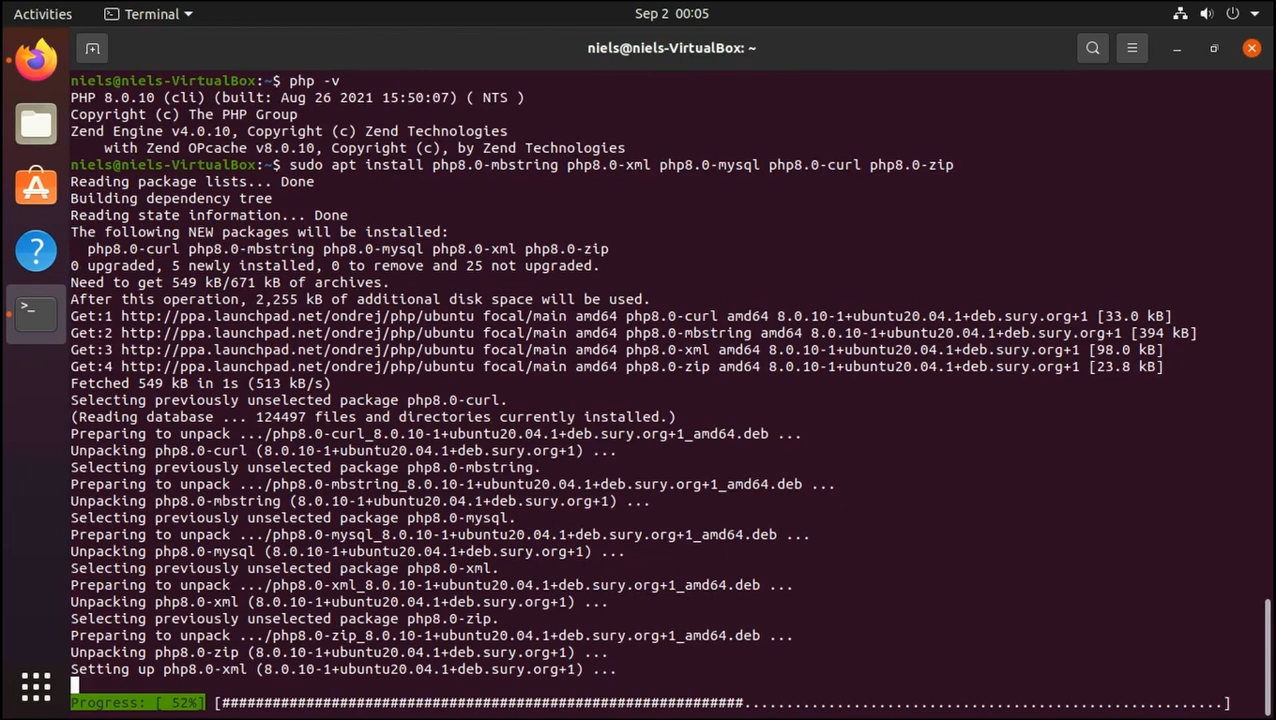 Activities
Terminal
Sep 2 00:05
niels@niels-VirtualBox: ~
niels@niels-VirtualBox:~$ php -v
PHP 8.0.10 (cli) (built: Aug 26 2021 15:50:07) ( NTS )
Copyright (c) The PHP Group
Zend Engine v4.0.10, Copyright (c) Zend Technologies
    with Zend OPcache v8.0.10, Copyright (c), by Zend Technologies
niels@niels-VirtualBox:~$ sudo apt install php8.0-mbstring php8.0-xml php8.0-mysql php8.0-curl php8.0-zip
Reading package lists... Done
Building dependency tree
Reading state information... Done
The following NEW packages will be installed:
  php8.0-curl php8.0-mbstring php8.0-mysql php8.0-xml php8.0-zip
0 upgraded, 5 newly installed, 0 to remove and 25 not upgraded.
Need to get 549 kB/671 kB of archives.
After this operation, 2,255 kB of additional disk space will be used.
Get:1 http://ppa.launchpad.net/ondrej/php/ubuntu focal/main amd64 php8.0-curl amd64 8.0.10-1+ubuntu20.04.1+deb.sury.org+1 [33.0 kB]
Get:2 http://ppa.launchpad.net/ondrej/php/ubuntu focal/main amd64 php8.0-mbstring amd64 8.0.10-1+ubuntu20.04.1+deb.sury.org+1 [394 kB]
Get:3 http://ppa.launchpad.net/ondrej/php/ubuntu focal/main amd64 php8.0-xml amd64 8.0.10-1+ubuntu20.04.1+deb.sury.org+1 [98.0 kB]
Get:4 http://ppa.launchpad.net/ondrej/php/ubuntu focal/main amd64 php8.0-zip amd64 8.0.10-1+ubuntu20.04.1+deb.sury.org+1 [23.8 kB]
Fetched 549 kB in 1s (513 kB/s)
Selecting previously unselected package php8.0-curl.
(Reading database ... 124497 files and directories currently installed.)
Preparing to unpack .../php8.0-curl_8.0.10-1+ubuntu20.04.1+deb.sury.org+1_amd64.deb ...
Unpacking php8.0-curl (8.0.10-1+ubuntu20.04.1+deb.sury.org+1) ...
Selecting previously unselected package php8.0-mbstring.
Preparing to unpack .../php8.0-mbstring_8.0.10-1+ubuntu20.04.1+deb.sury.org+1_amd64.deb ...
Unpacking php8.0-mbstring (8.0.10-1+ubuntu20.04.1+deb.sury.org+1) ...
Selecting previously unselected package php8.0-mysql.
Preparing to unpack .../php8.0-mysql_8.0.10-1+ubuntu20.04.1+deb.sury.org+1_amd64.deb ...
Unpacking php8.0-mysql (8.0.10-1+ubuntu20.04.1+deb.sury.org+1) ...
Selecting previously unselected package php8.0-xml.
Preparing to unpack .../php8.0-xml_8.0.10-1+ubuntu20.04.1+deb.sury.org+1_amd64.deb ...
Unpacking php8.0-xml (8.0.10-1+ubuntu20.04.1+deb.sury.org+1) ...
Selecting previously unselected package php8.0-zip.
Preparing to unpack .../php8.0-zip_8.0.10-1+ubuntu20.04.1+deb.sury.org+1_amd64.deb ...
Unpacking php8.0-zip (8.0.10-1+ubuntu20.04.1+deb.sury.org+1) ...
Setting up php8.0-xml (8.0.10-1+ubuntu20.04.1+deb.sury.org+1) ...
Progress: [ 52%] [##############################################################.........................................................]